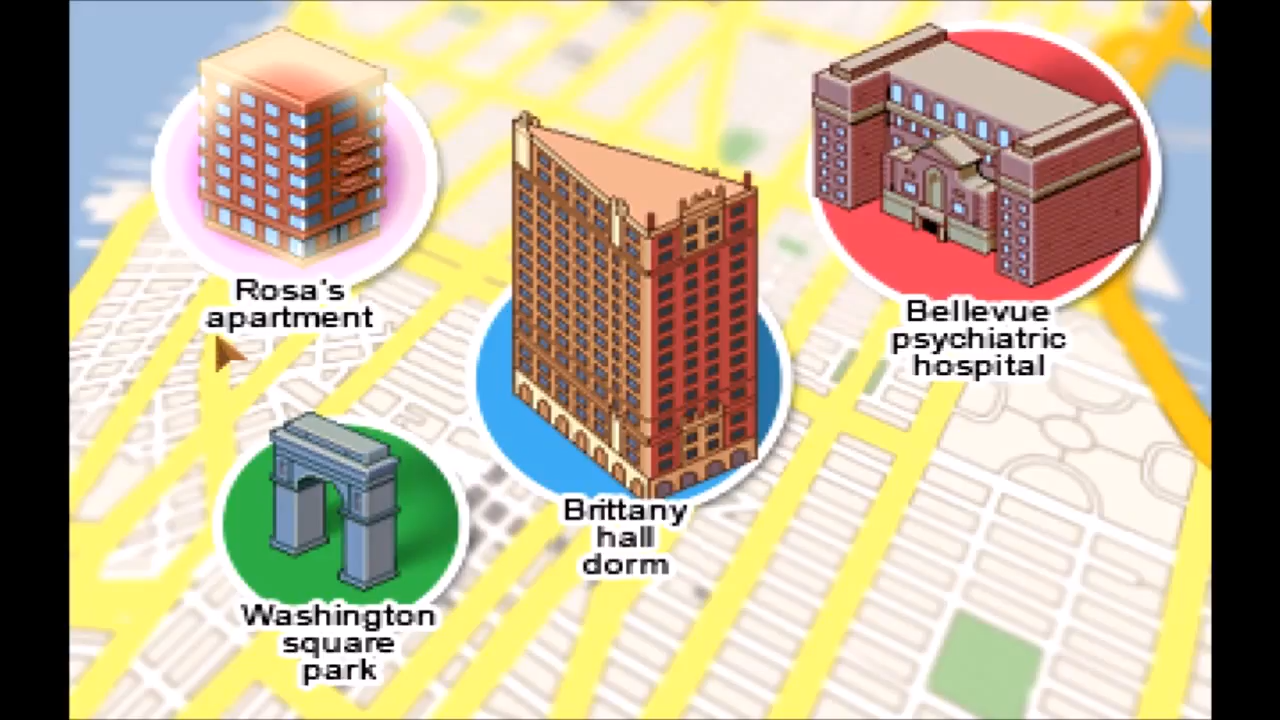 Rosa's
apartment
Bellevue
psychiatric
hospital
Brittany
hall
dorm
Washington
square
park